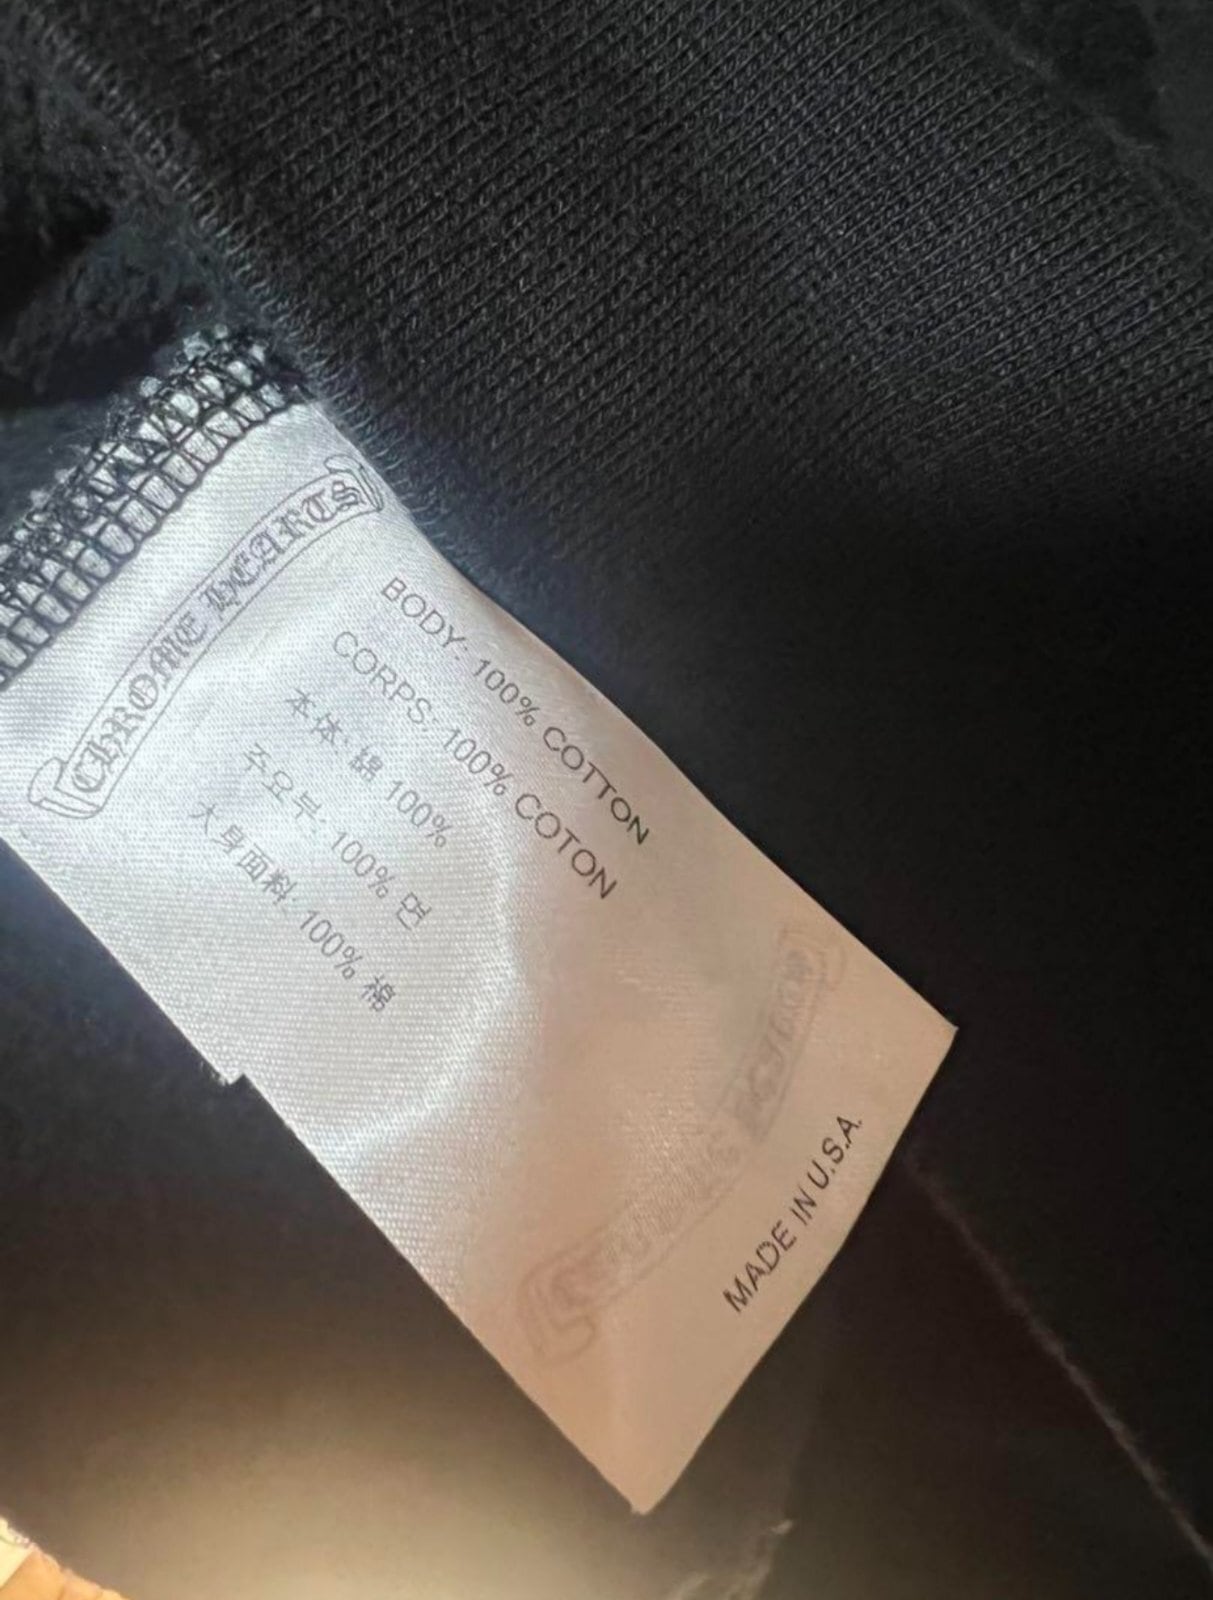 CHROME HEARTS
BODY: 100% COTTON
CORPS: 100% COTON
本体: 綿 100%
주요부: 100% 면
大身面料: 100% 棉
MADE IN U.S.A.